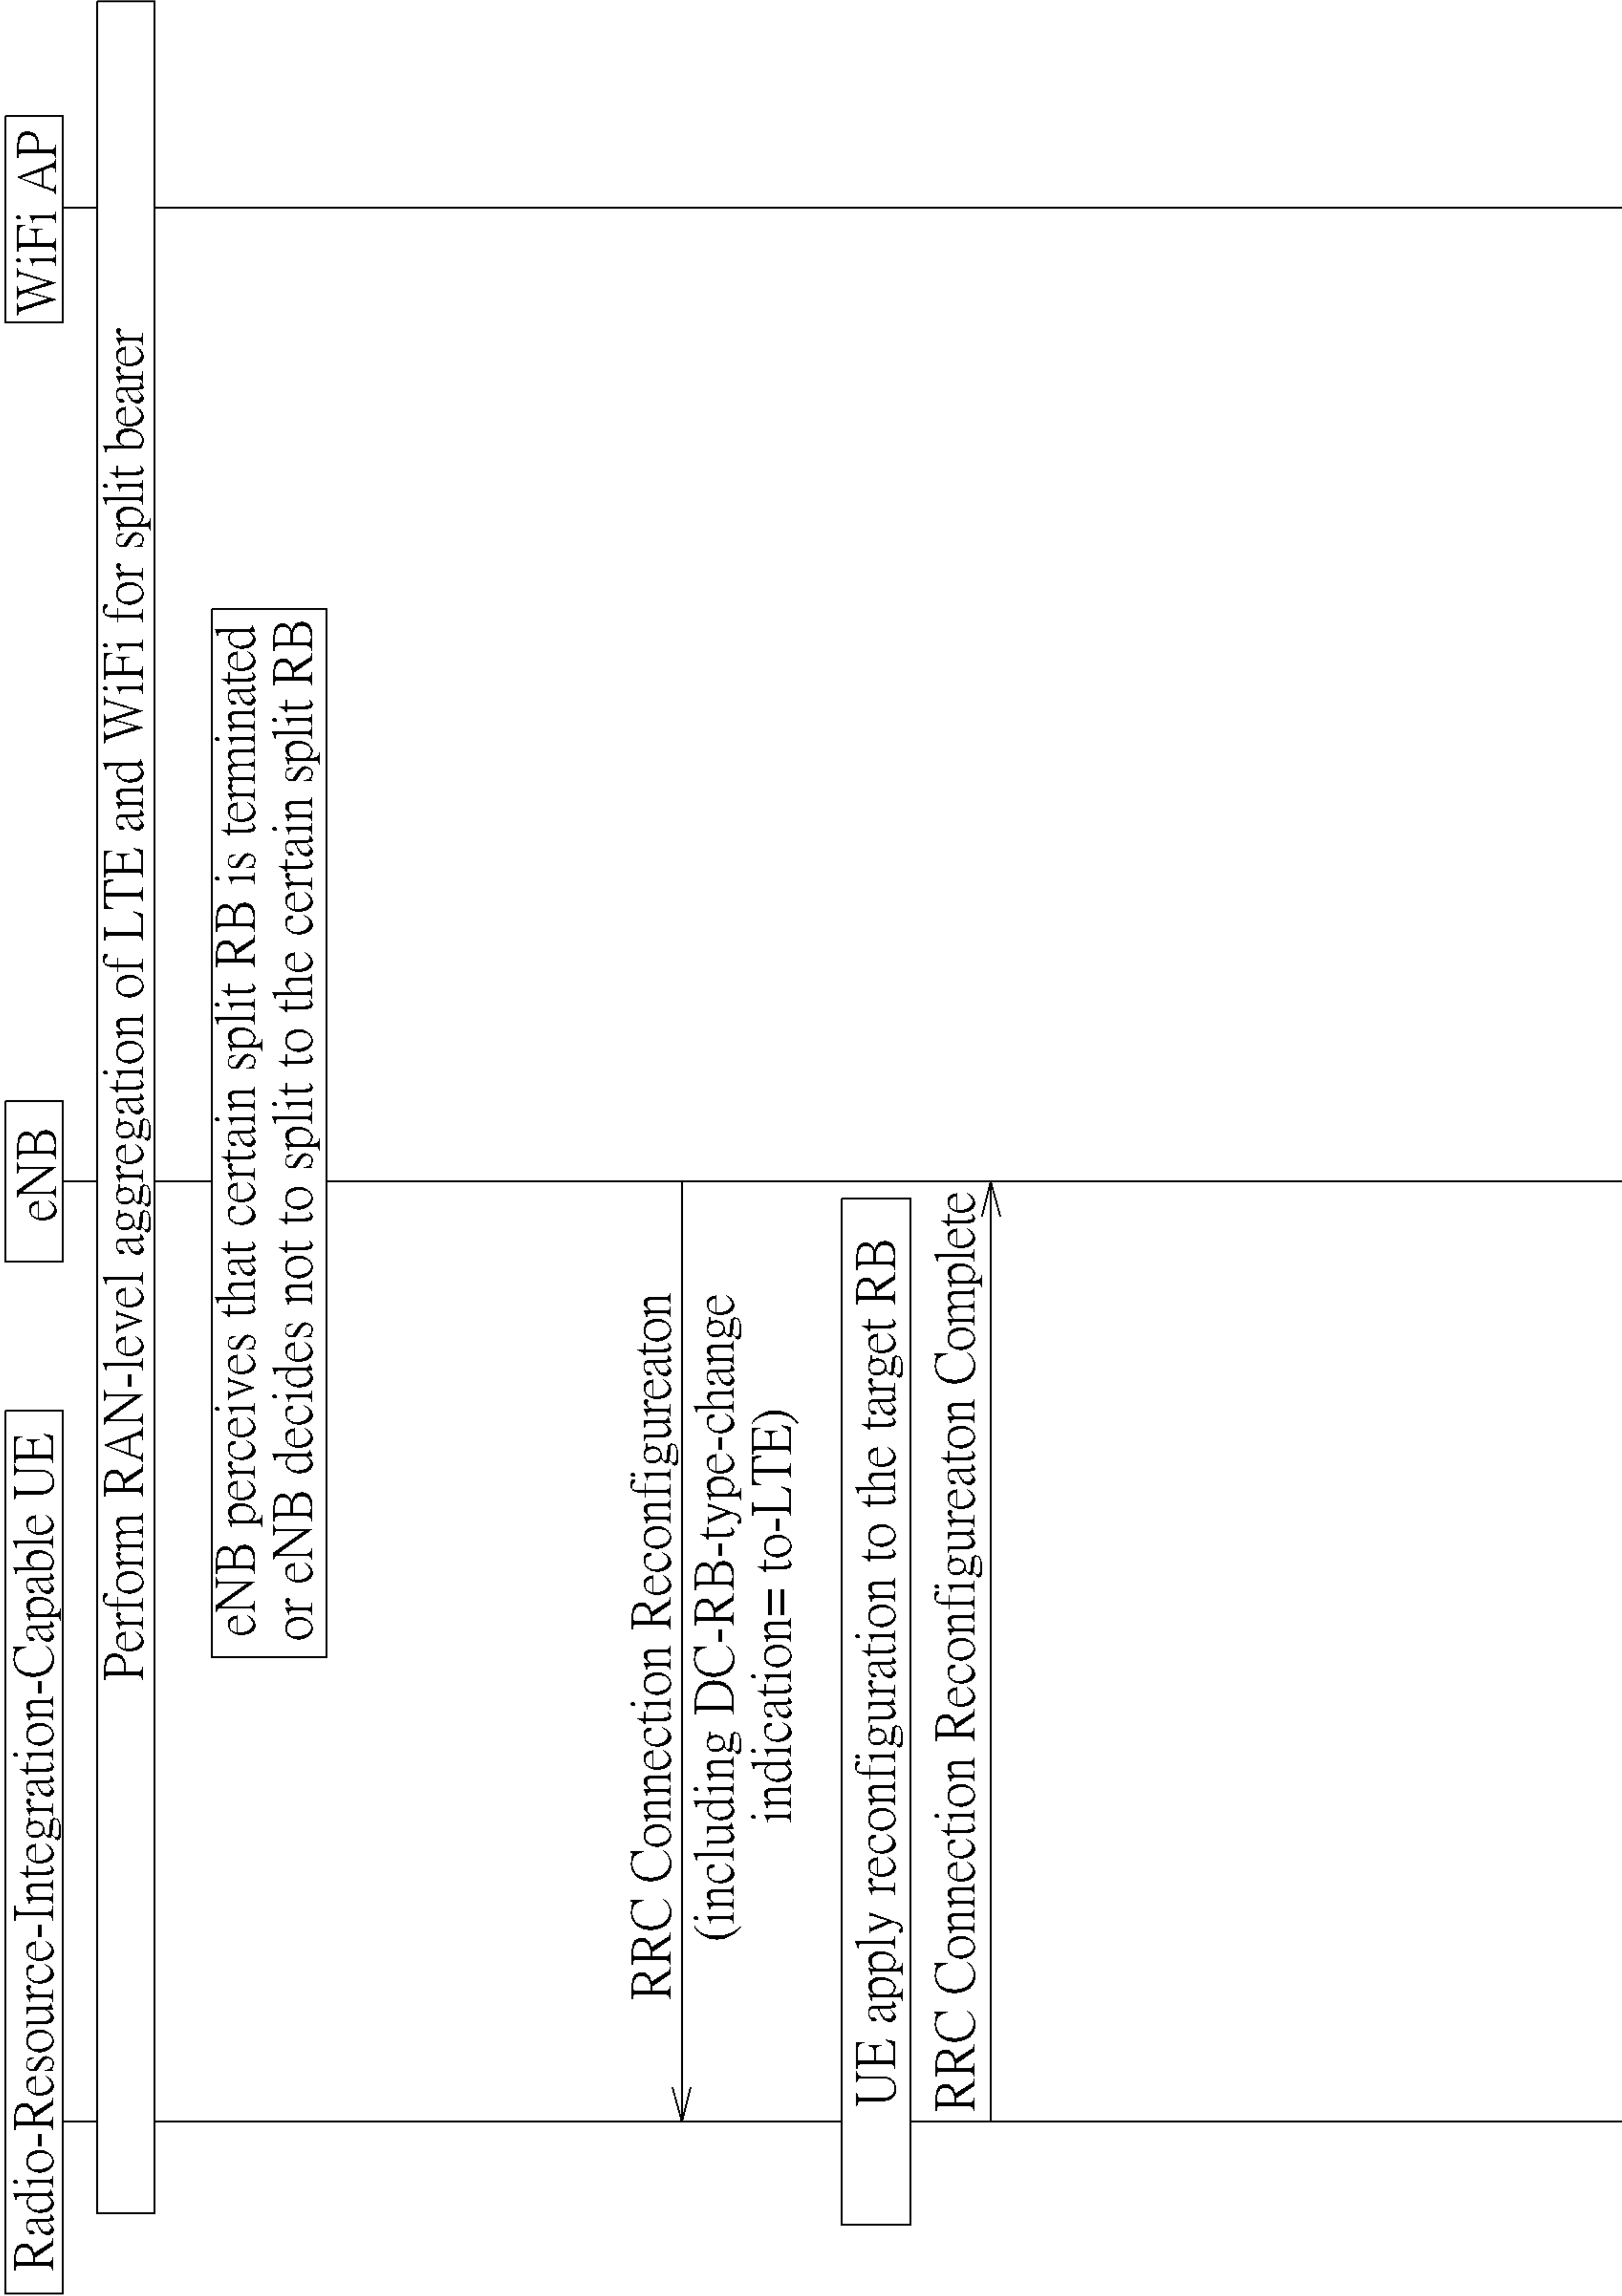 Radio-Resource-Integration-Capable UE
eNB
WiFi AP
Perform RAN-level aggregation of LTE and WiFi for split bearer
eNB perceives that certain split RB is terminated
or eNB decides not to split to the certain split RB
RRC Connection Reconfigureaton
(including DC-RB-type-change
indication= to-LTE)
UE apply reconfiguration to the target RB
RRC Connection Reconfigureaton Complete